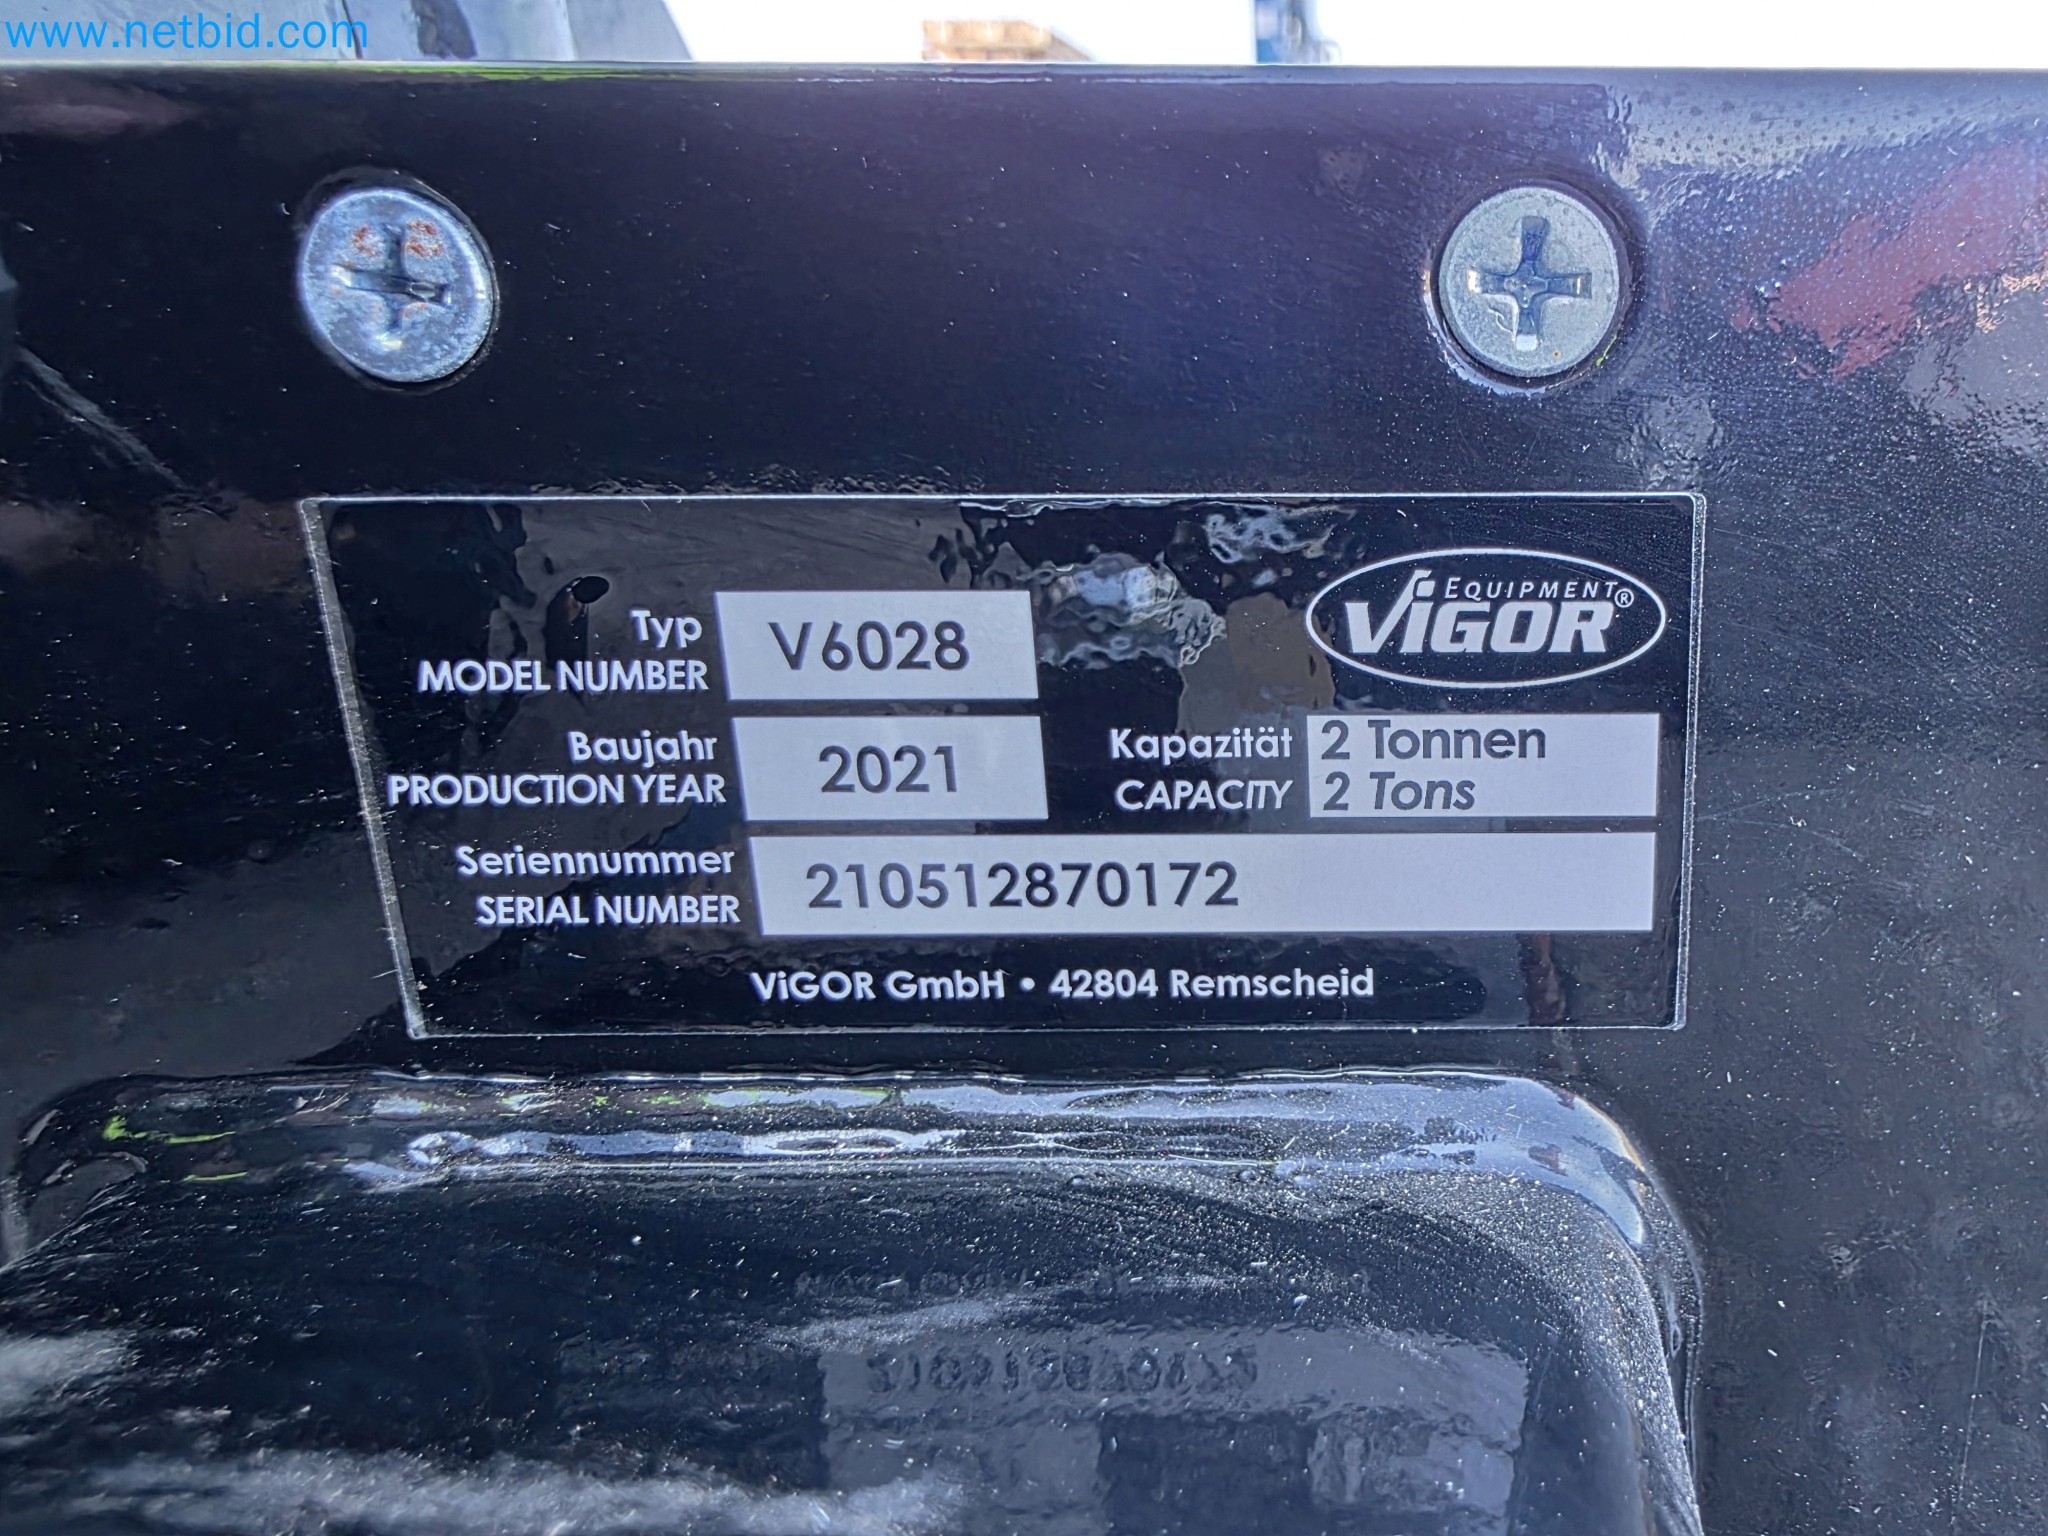 www.netbid.com
EQUIPMENT
ViGOR®
Typ
MODEL NUMBER
V6028
Baujahr
PRODUCTION YEAR
2021
Kapazität 2 Tonnen
CAPACITY 2 Tons
Seriennummer
SERIAL NUMBER
210512870172
ViGOR GmbH • 42804 Remscheid